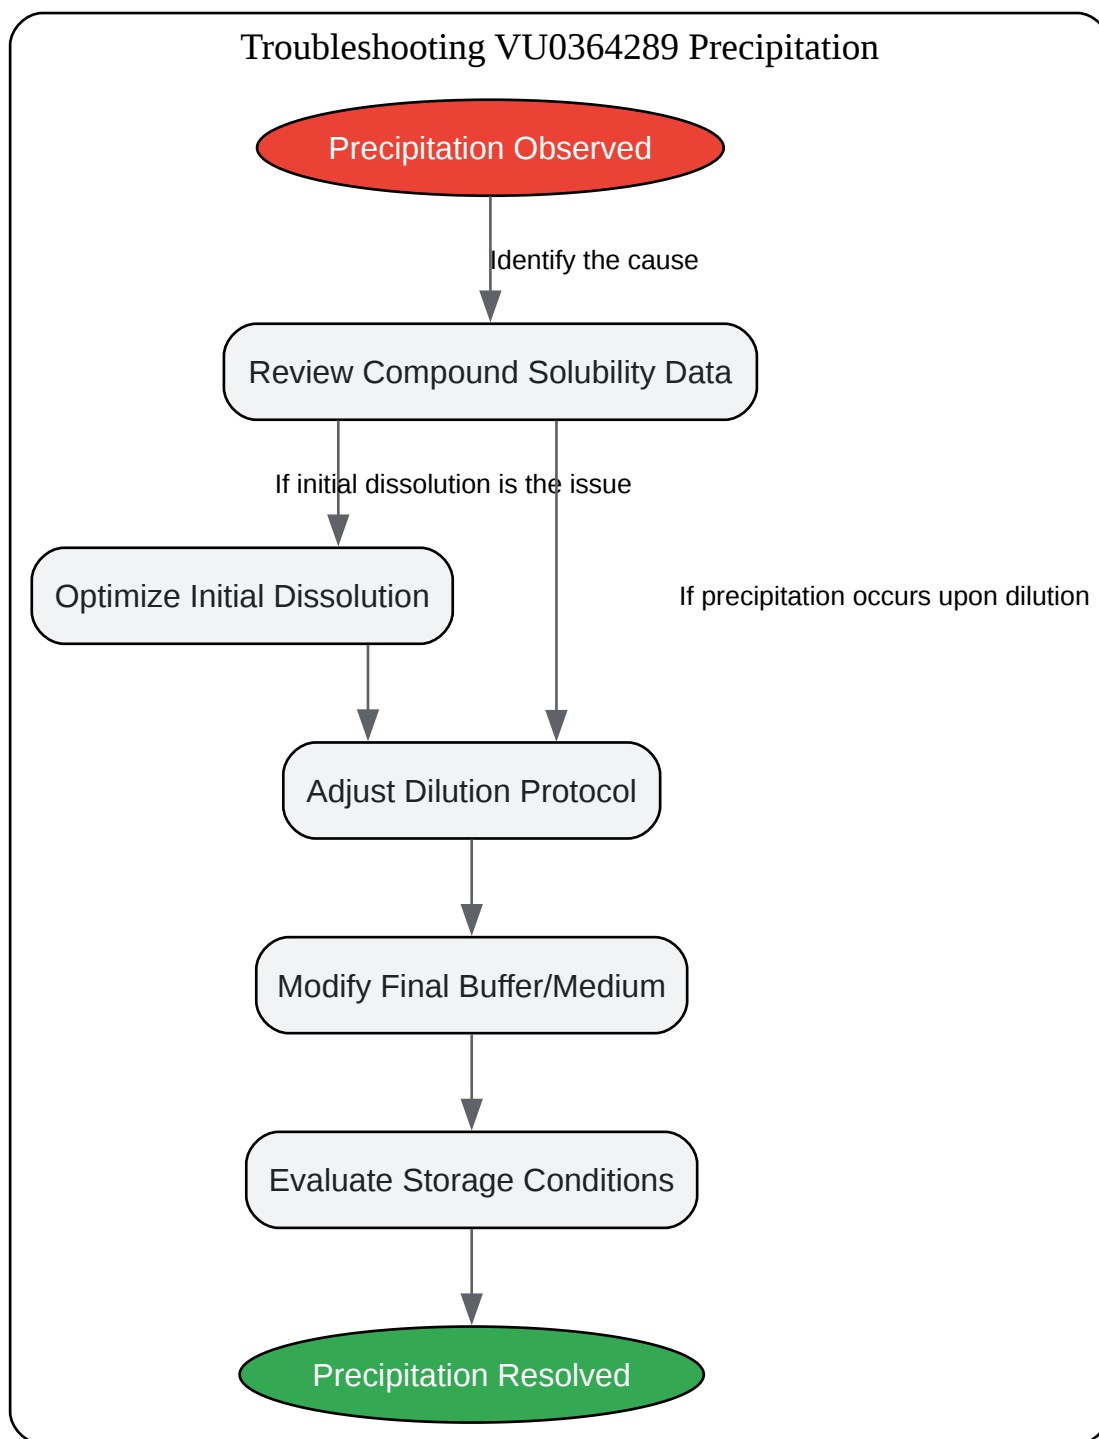 Troubleshooting VU0364289 Precipitation
Precipitation Observed
Identify the cause
Review Compound Solubility Data
If initial dissolution is the issue
Optimize Initial Dissolution
If precipitation occurs upon dilution
Adjust Dilution Protocol
Modify Final Buffer/Medium
Evaluate Storage Conditions
Precipitation Resolved